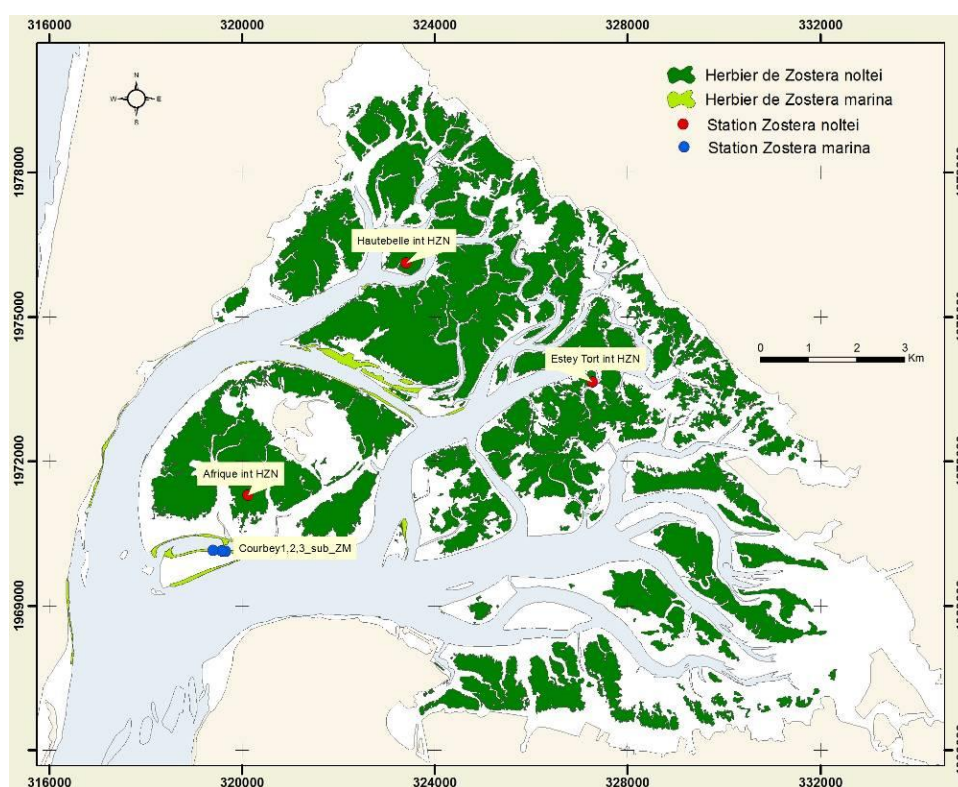 316000 320000 324000 328000 332000
N
W E
Herbier de Zostera noltei
Herbier de Zostera marina
Station Zostera noltei
Station Zostera marina
1978000
Hautebelle int HZN
1975000
0 1 2 3
Km
Estey Tort int HZN
1972000
Afrique int HZN
Courbey1,2,3_sub_ZM
1969000
316000 320000 324000 328000 332000